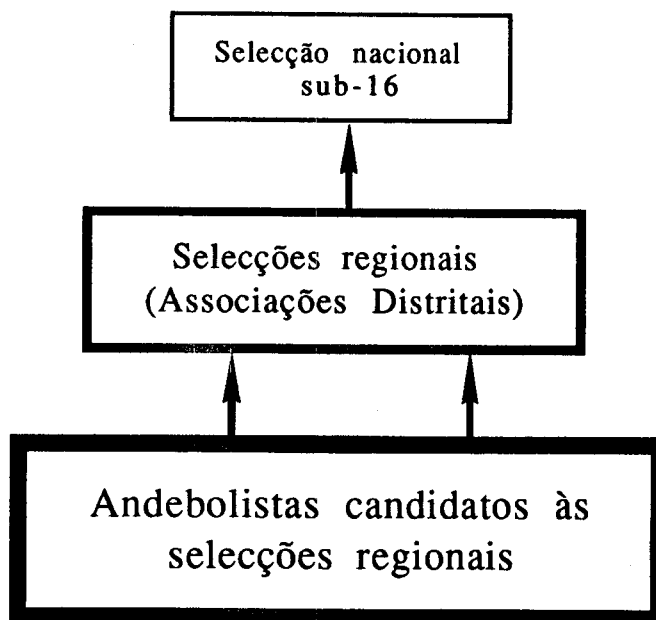 Selecção nacional
sub-16
Selecções regionais
(Associações Distritais)
Andebolistas candidatos às
selecções regionais